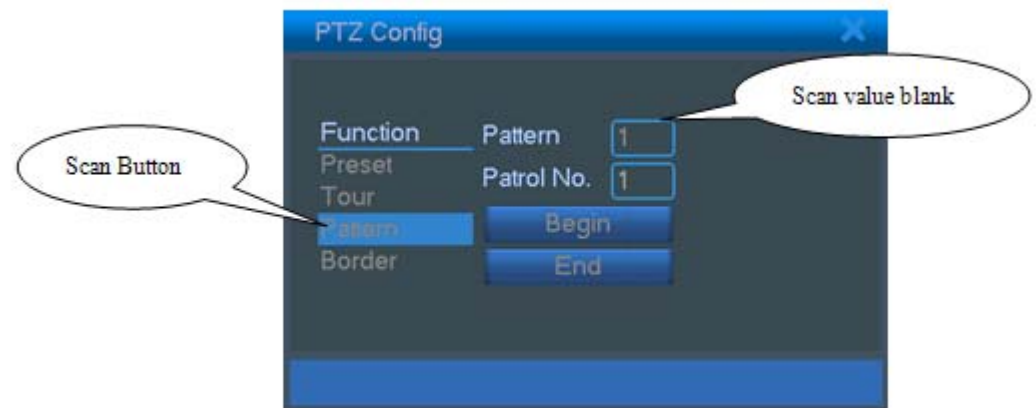 PTZ Config
Scan value blank
Function
Pattern 1
Scan Button
Preset
Patrol No. 1
Tour
Pattern
Begin
Border
End